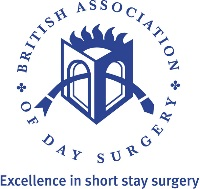 BRITISH ASSOCIATION
OF DAY SURGERY
Excellence in short stay surgery